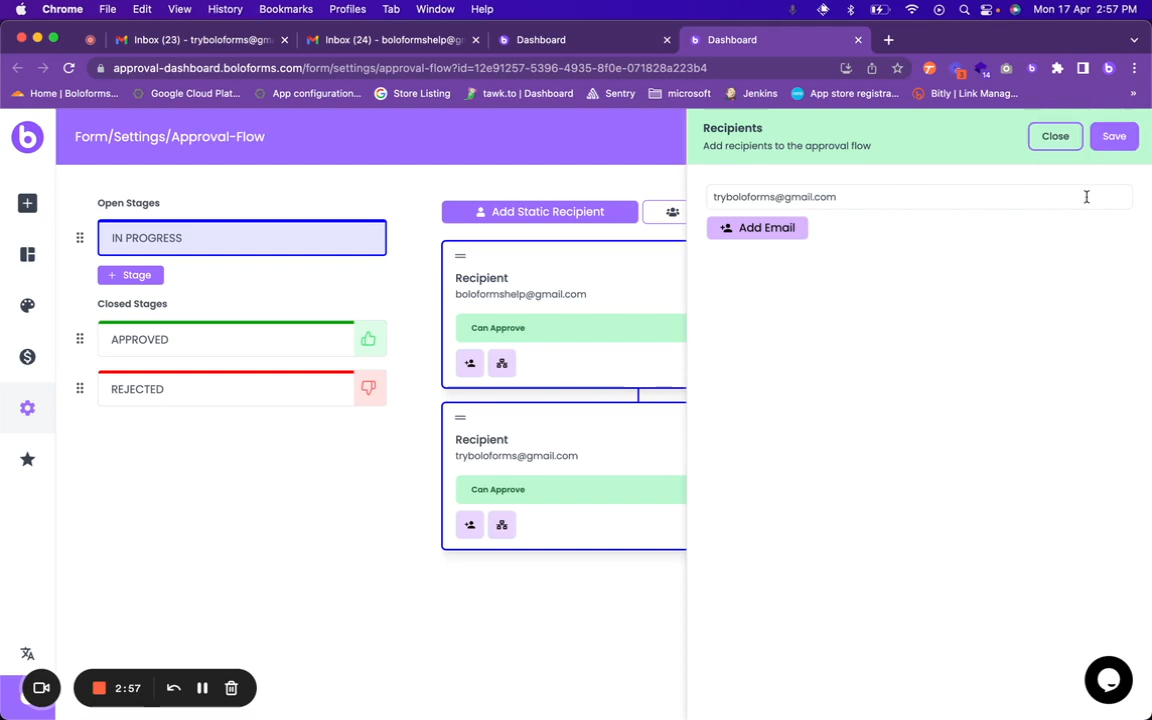 Chrome File Edit View History Bookmarks Profiles Tab Window Help Mon 17 Apr 2:57 PM
Inbox (23) - tryboloforms@gm Inbox (24) - boloformshelp@g Dashboard Dashboard
approval-dashboard.boloforms.com/form/settings/approval-flow?id=12e91257-5396-4935-8f0e-071828a223b4
3 14
Home | Boloforms... Google Cloud Plat... App configuration... Store Listing tawk.to | Dashboard Sentry microsoft Jenkins App store registra... Bitly | Link Manag... »
Form/Settings/Approval-Flow
Recipients
Add recipients to the approval flow
Close
Save
Open Stages
IN PROGRESS
+ Stage
Closed Stages
APPROVED
REJECTED
Add Static Recipient
Recipient
boloformshelp@gmail.com
Can Approve
Recipient
tryboloforms@gmail.com
Can Approve
tryboloforms@gmail.com
Add Email
2:57